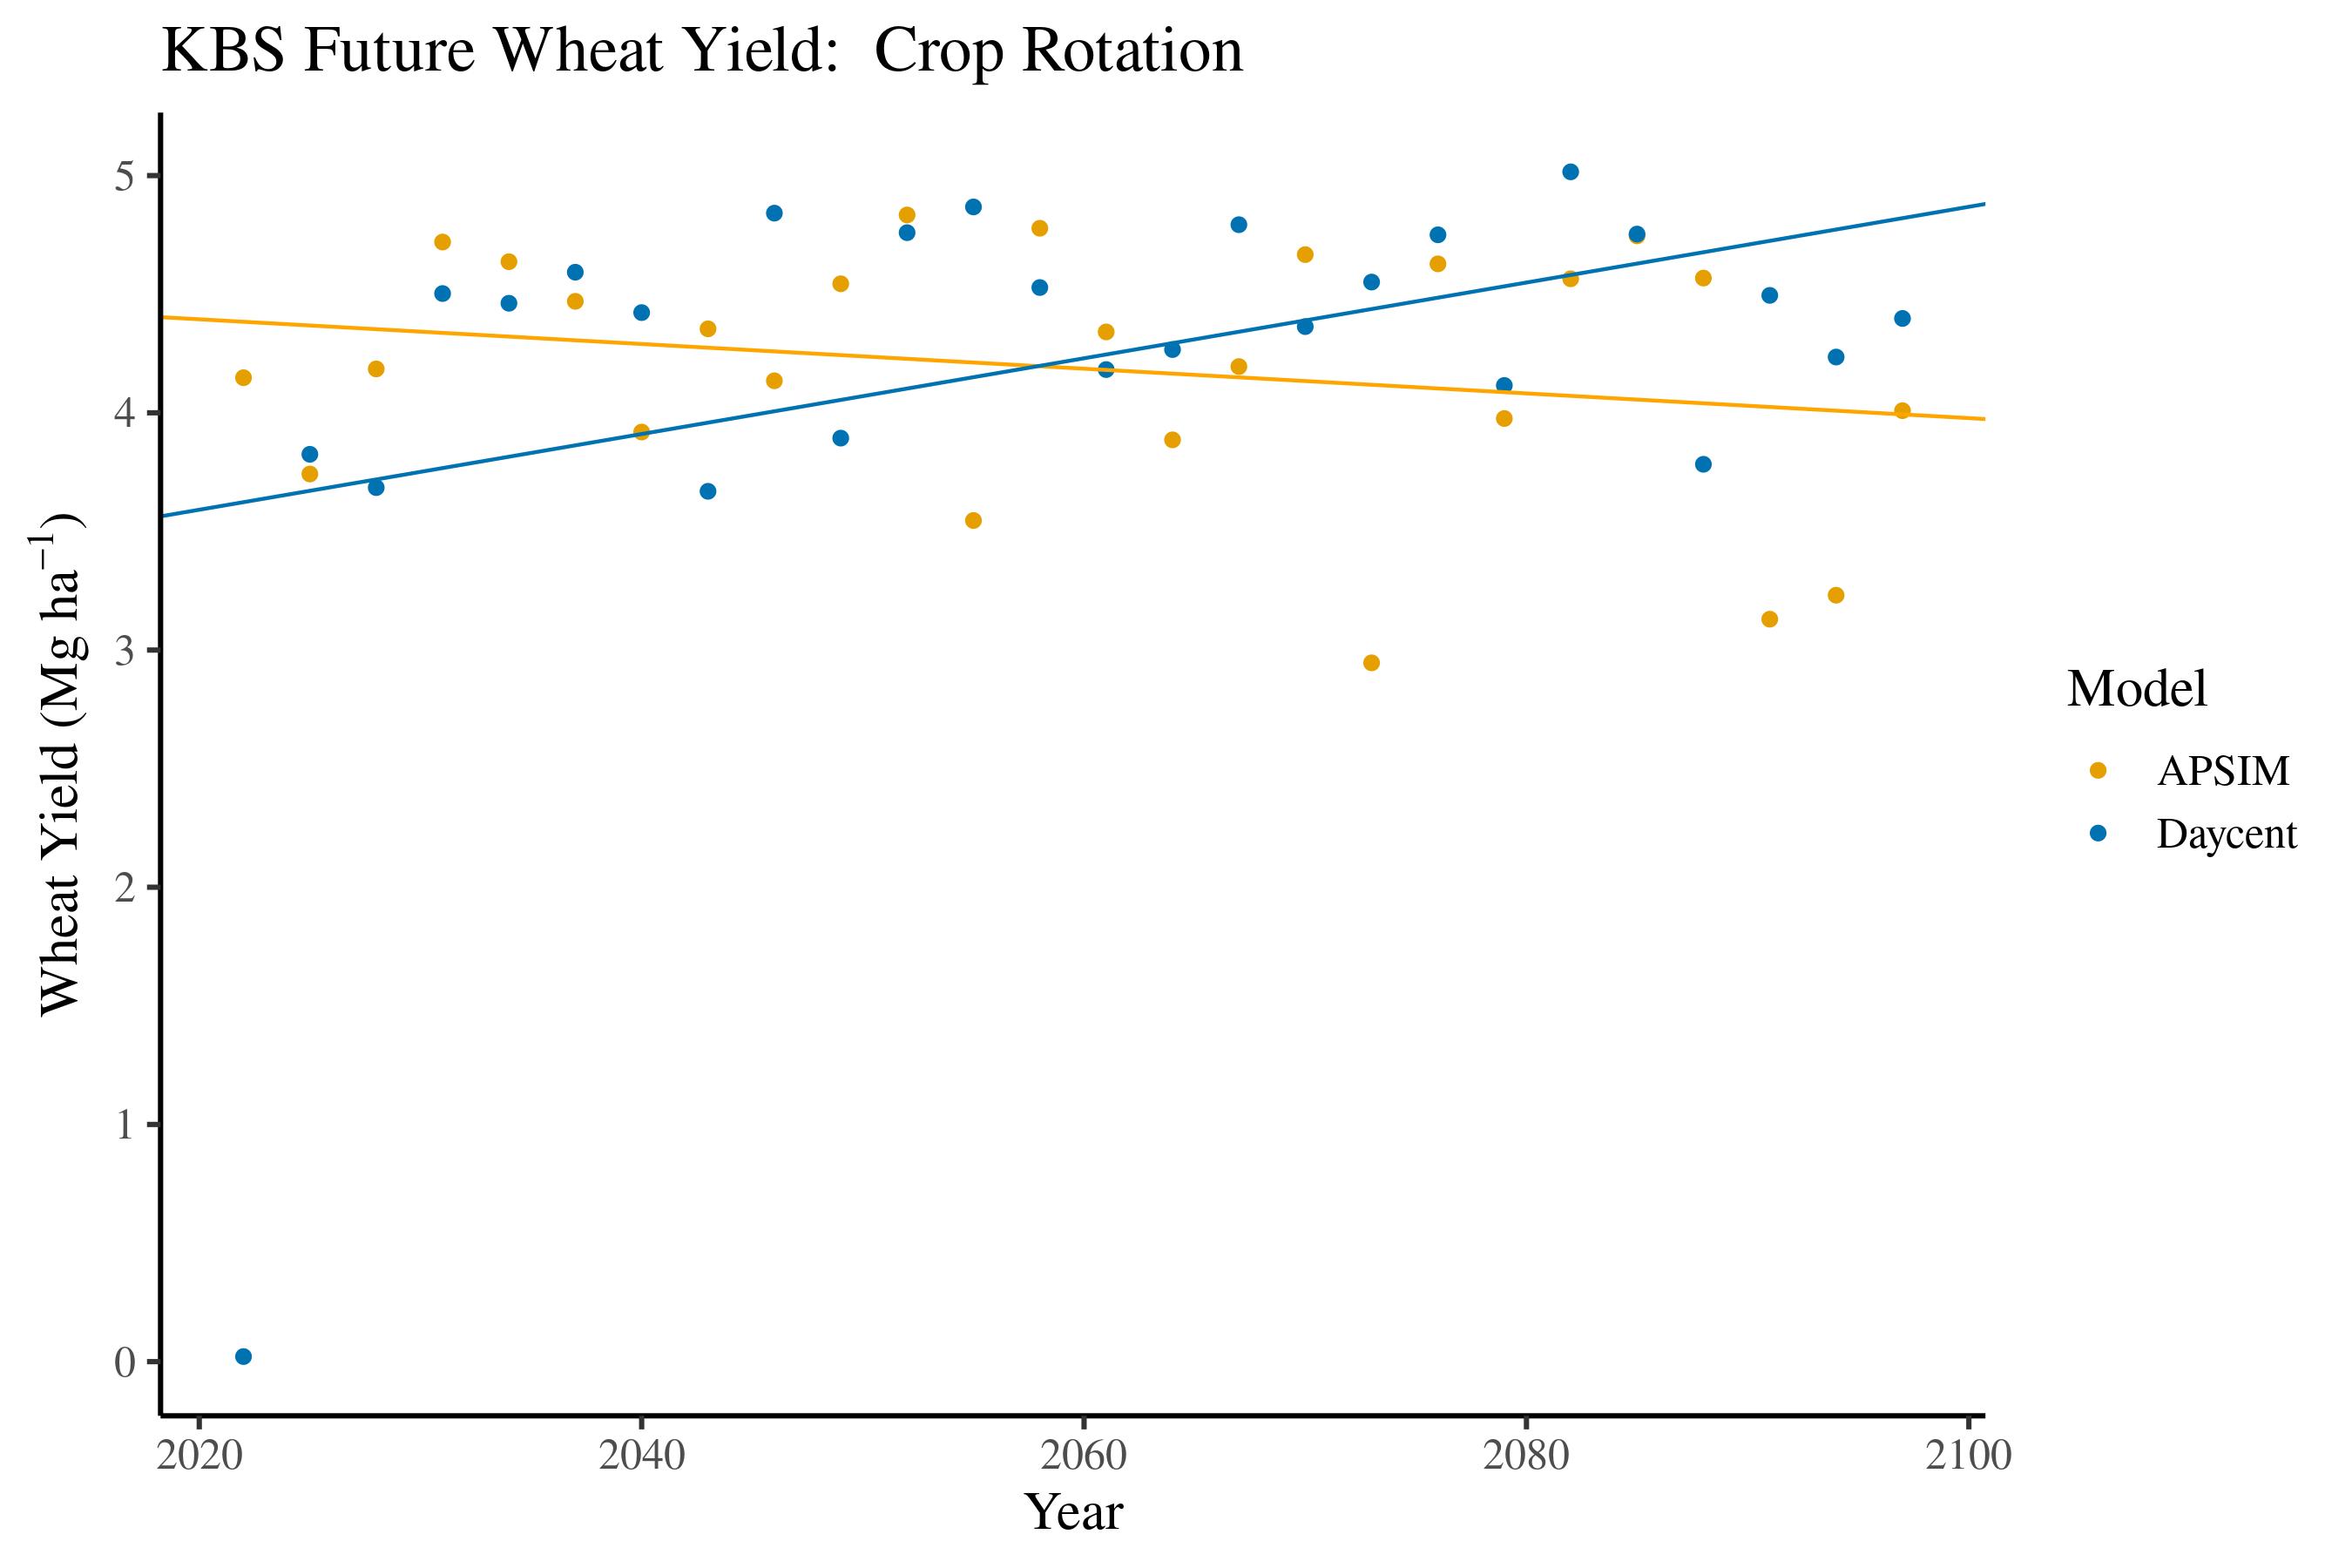 KBS Future Wheat Yield:  Crop Rotation
Wheat Yield (Mg ha⁻¹)
5
4
3
2
1
0
2020 2040 2060 2080 2100
Year
Model
APSIM
Daycent